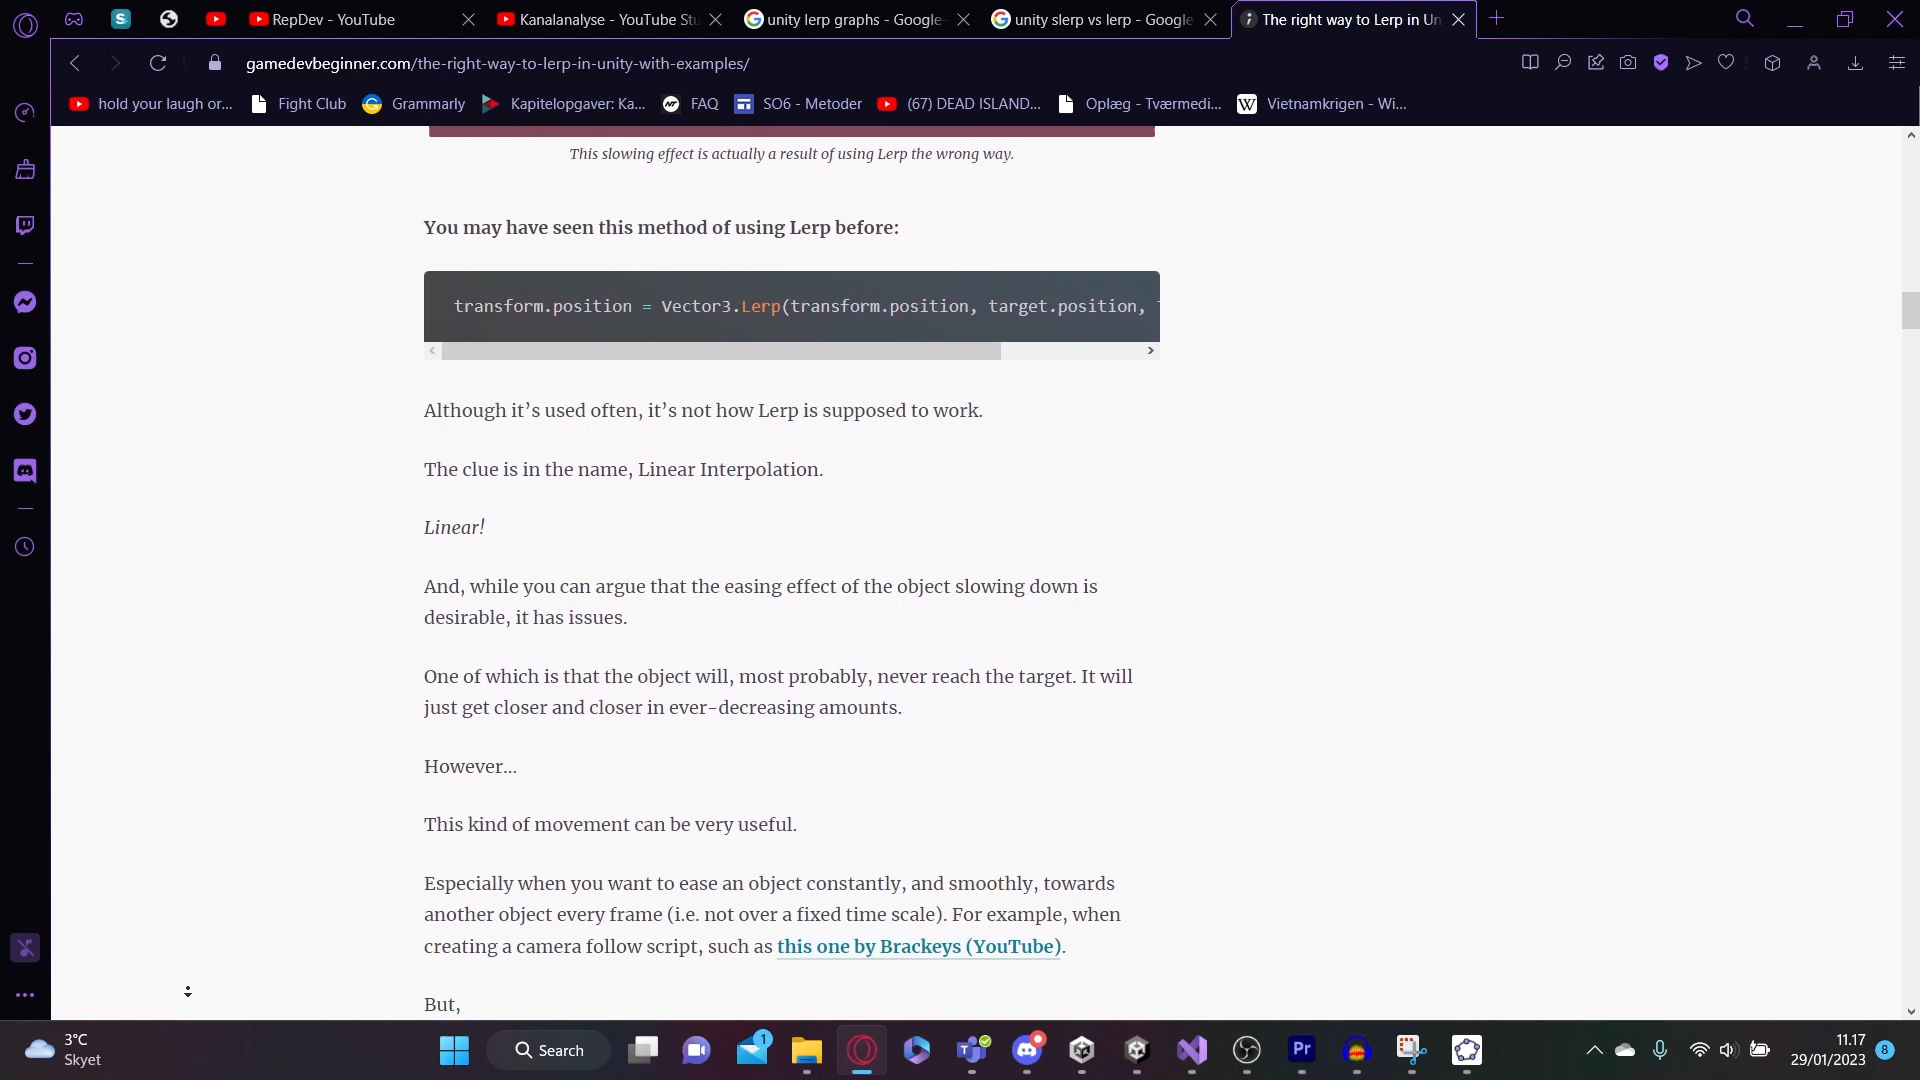 RepDev - YouTube
Kanalanalyse - YouTube Stu
unity lerp graphs - Google
unity slerp vs lerp - Google
The right way to Lerp in Un
gamedevbeginner.com/the-right-way-to-lerp-in-unity-with-examples/
hold your laugh or... Fight Club Grammarly Kapitelopgaver: Ka... FAQ SO6 - Metoder (67) DEAD ISLAND... Oplæg - Tværmedi... W Vietnamkrigen - Wi...
This slowing effect is actually a result of using Lerp the wrong way.
You may have seen this method of using Lerp before:
transform.position = Vector3.Lerp(transform.position, target.position,
Although it’s used often, it’s not how Lerp is supposed to work.
The clue is in the name, Linear Interpolation.
Linear!
And, while you can argue that the easing effect of the object slowing down is
desirable, it has issues.
One of which is that the object will, most probably, never reach the target. It will
just get closer and closer in ever-decreasing amounts.
However…
This kind of movement can be very useful.
Especially when you want to ease an object constantly, and smoothly, towards
another object every frame (i.e. not over a fixed time scale). For example, when
creating a camera follow script, such as this one by Brackeys (YouTube).
But,
3°C
Skyet
Search
1
Pr
11.17
29/01/2023
8